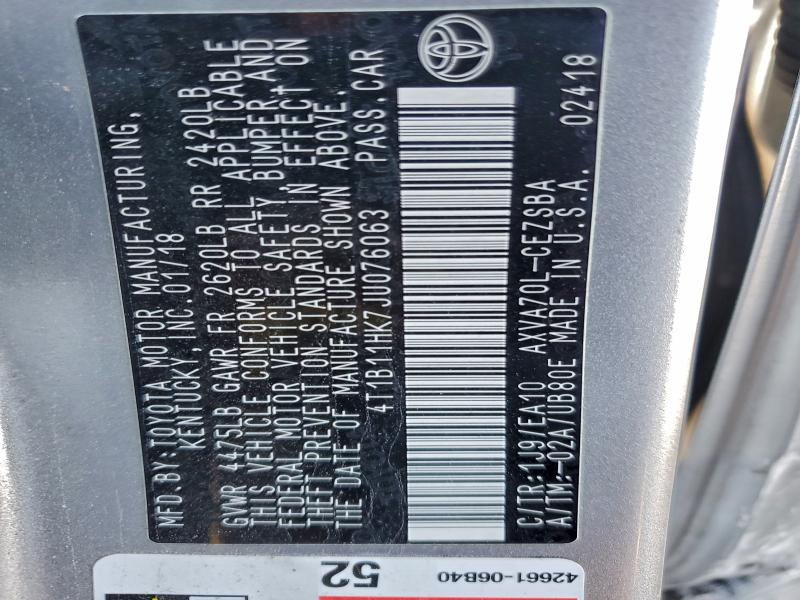 MFD.BY:TOYOTA MOTOR MANUFACTURING,
KENTUCKY, INC.01/18
GVWR 4475LB GAWR FR 2620LB RR 2420LB
THIS VEHICLE CONFORMS TO ALL APPLICABLE
FEDERAL MOTOR VEHICLE SAFETY, BUMPER, AND
THEFT PREVENTION STANDARDS IN EFFECT ON
THE DATE OF MANUFACTURE SHOWN ABOVE.
4T1B11HK7JU076063 PASS.CAR
C/TR:1J9/EA10 AXVA70L-CEZSBA
A/TM:-02A/UB80E MADE IN U.S.A. 02418
52
42661-06B40